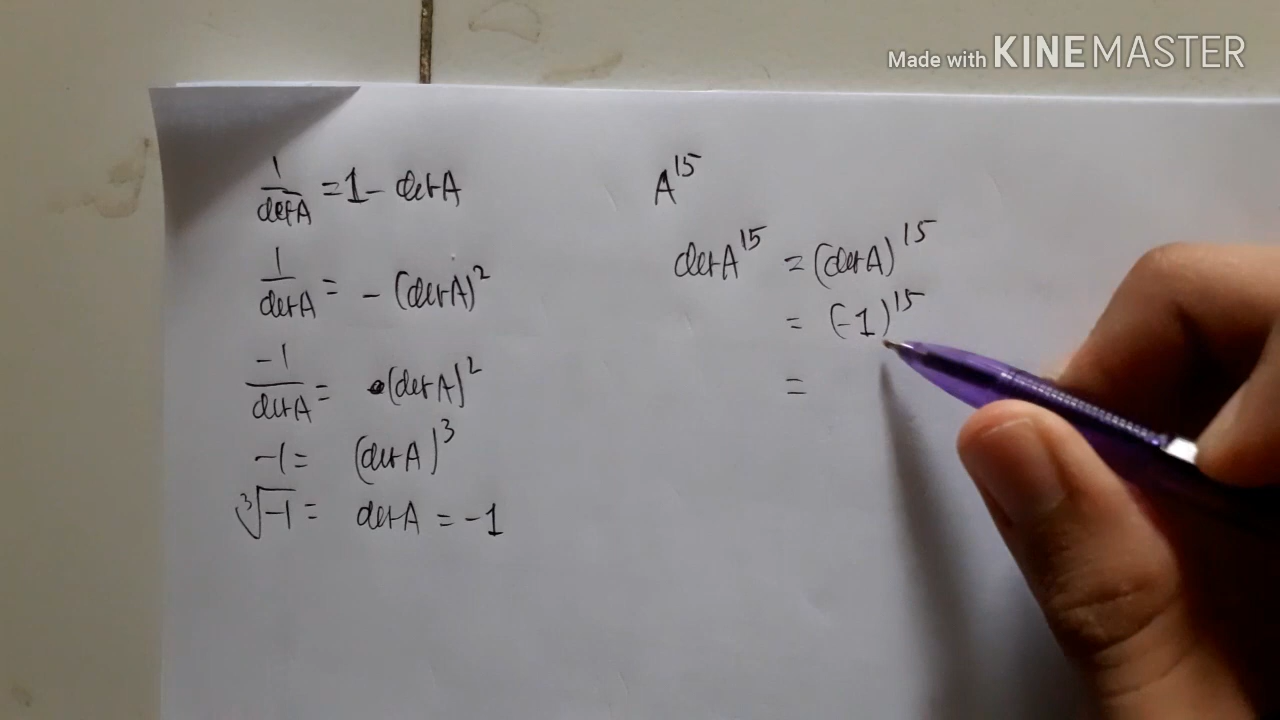 Made with KINEMASTER
1/detA = 1 - detA
1/detA = - (detA)²
-1/detA = (detA)²
-1 = (detA)³
∛-1 = detA = -1
A¹⁵
detA¹⁵ = (detA)¹⁵
= (-1)¹⁵
=